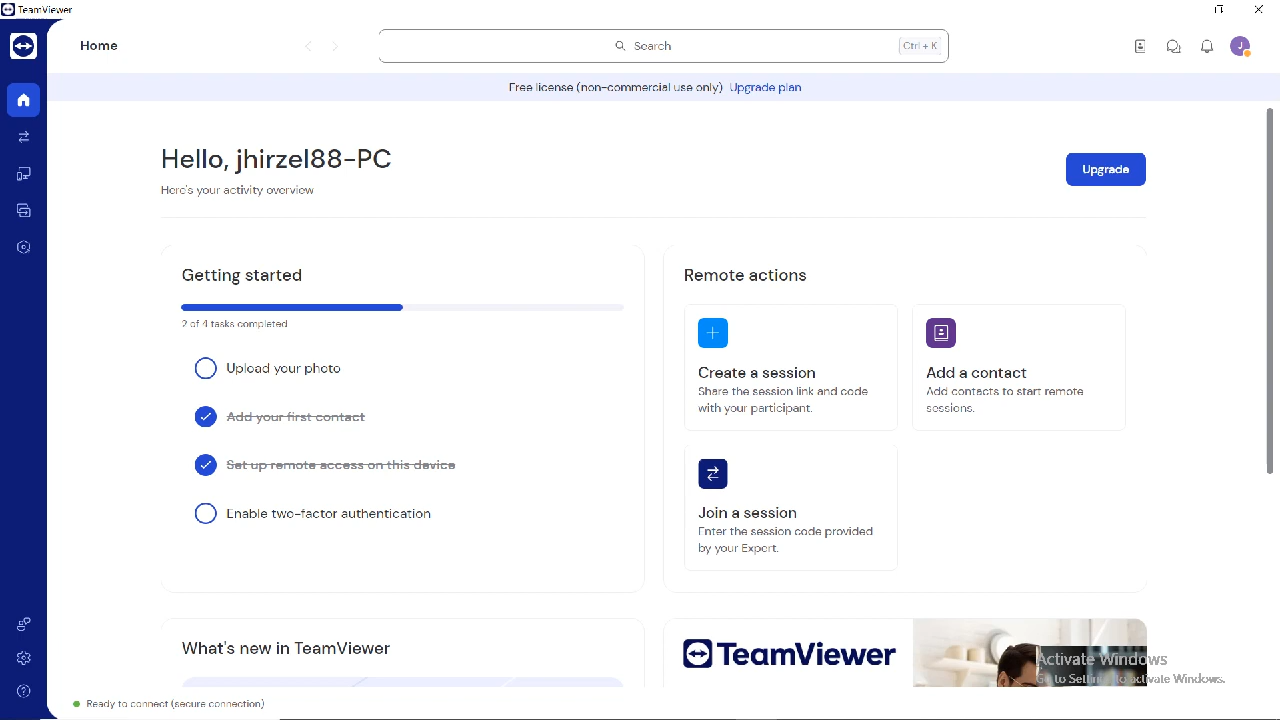 TeamViewer
Home
Search
Ctrl + K
J
Free license (non-commercial use only) Upgrade plan
Hello, jhirzel88-PC
Here's your activity overview
Upgrade
Getting started
2 of 4 tasks completed
Upload your photo
Add your first contact
Set up remote access on this device
Enable two-factor authentication
Remote actions
Create a session
Share the session link and code
with your participant.
Add a contact
Add contacts to start remote
sessions.
Join a session
Enter the session code provided
by your Expert.
What's new in TeamViewer
TeamViewer
Activate Windows
Go to Settings to activate Windows.
Ready to connect (secure connection)